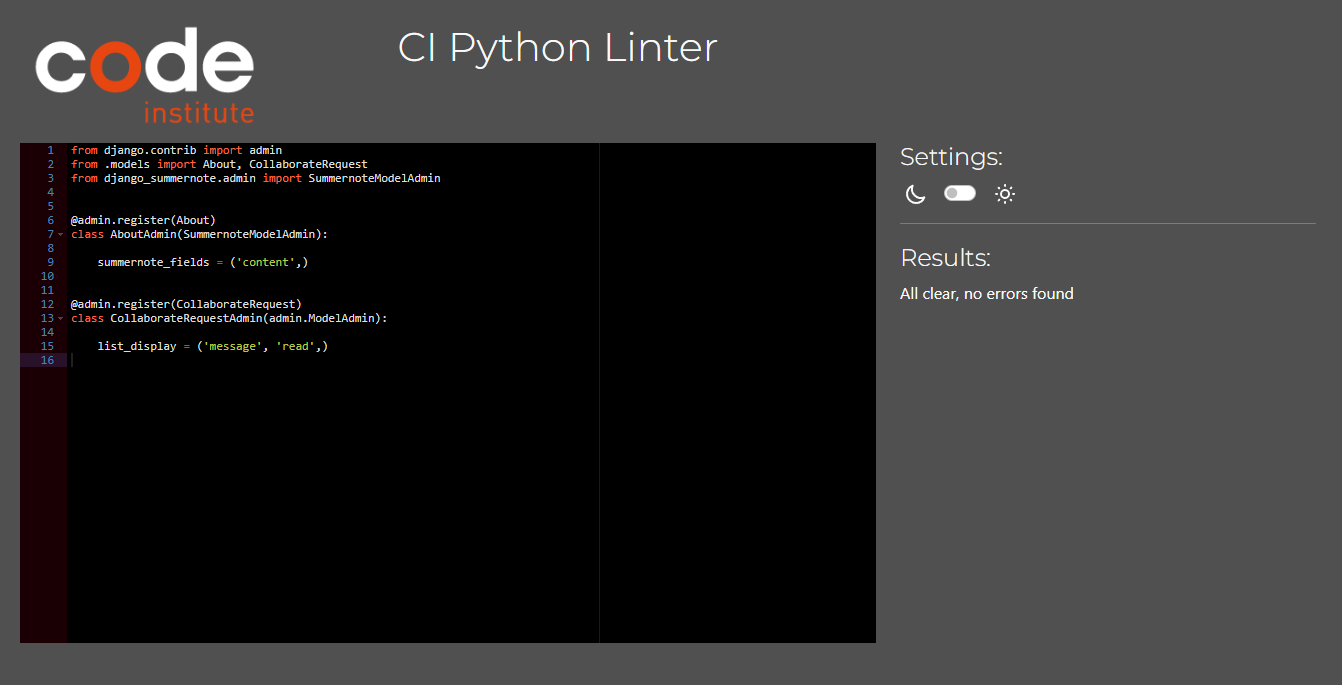 code
institute
CI Python Linter
1 from django.contrib import admin
2 from .models import About, CollaborateRequest
3 from django_summernote.admin import SummernoteModelAdmin
4
5
6 @admin.register(About)
7 class AboutAdmin(SummernoteModelAdmin):
8
9     summernote_fields = ('content',)
10
11
12 @admin.register(CollaborateRequest)
13 class CollaborateRequestAdmin(admin.ModelAdmin):
14
15     list_display = ('message', 'read',)
16
Settings:
Results:
All clear, no errors found